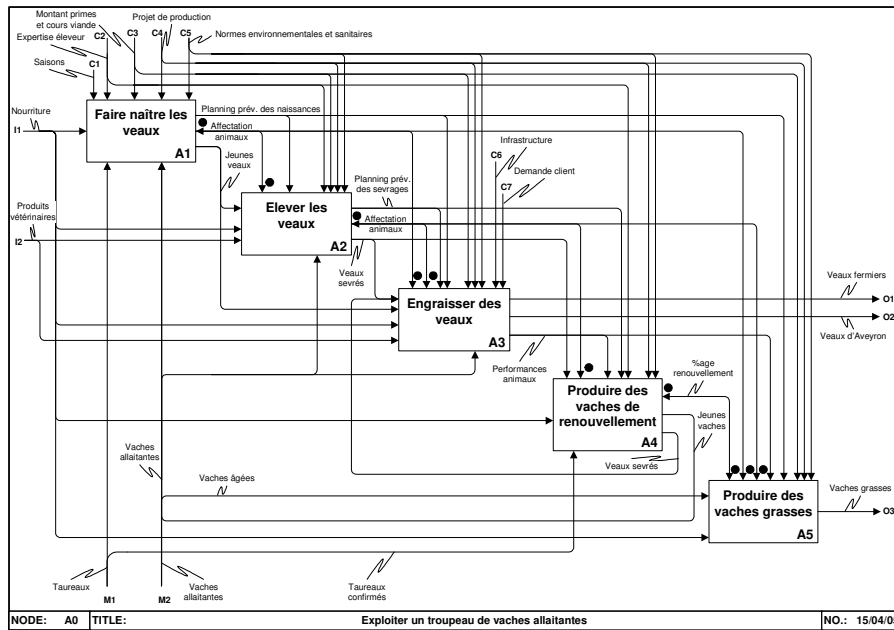 Montant primes
et cours viande
Expertise éleveur
C2
C3
Projet de production
C4
C5
Normes environnementales et sanitaires
Saisons
C1
Nourriture
I1
Faire naître les
veaux
A1
Planning prév. des naissances
Affectation
animaux
Jeunes
veaux
Infrastructure
C6
Demande client
C7
Produits
vétérinaires
I2
Elever les
veaux
A2
Planning prév.
des sevrages
Affectation
animaux
Veaux
sevrés
Engraisser des
veaux
A3
Veaux fermiers
O1
O2
Veaux d'Aveyron
Performances
animaux
Produire des
vaches de
renouvellement
A4
%age
renouvellement
Jeunes
vaches
Veaux sevrés
Vaches
allaitantes
Vaches âgées
Produire des
vaches grasses
A5
Vaches grasses
O3
Taureaux
M1
M2
Vaches
allaitantes
Taureaux
confirmés
NODE: A0 TITLE: Exploiter un troupeau de vaches allaitantes NO.: 15/04/